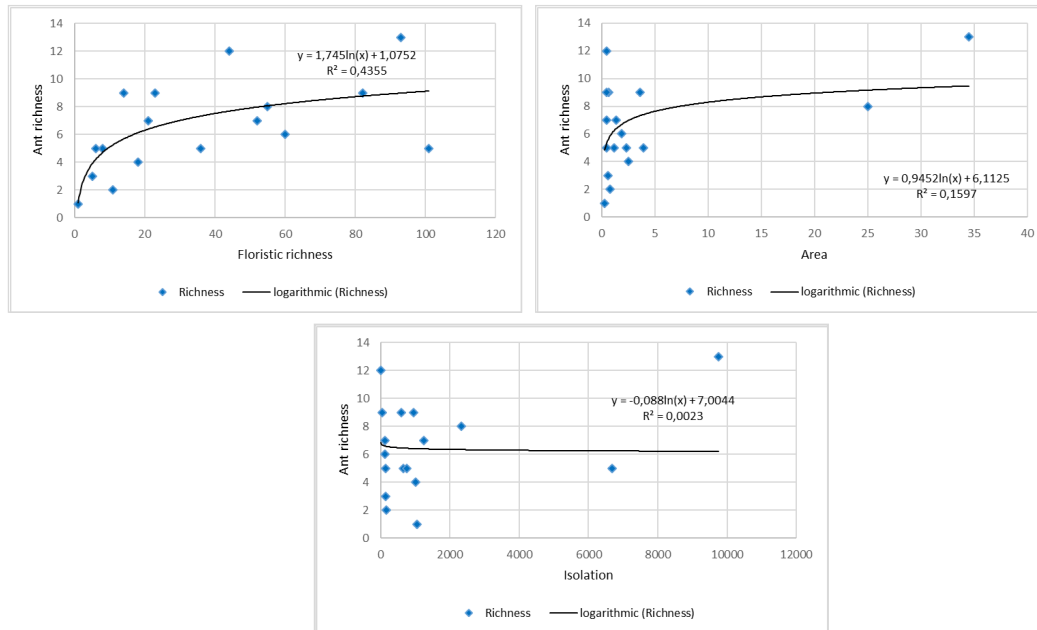 14
12
10
8
6
4
2
0
Ant richness
y = 1,745ln(x) + 1,0752
R² = 0,4355
0 20 40 60 80 100 120
Floristic richness
Richness logarithmic (Richness)
14
12
10
8
6
4
2
0
Ant richness
y = 0,9452ln(x) + 6,1125
R² = 0,1597
0 5 10 15 20 25 30 35 40
Area
Richness logarithmic (Richness)
14
12
10
8
6
4
2
0
Ant richness
y = -0,088ln(x) + 7,0044
R² = 0,0023
0 2000 4000 6000 8000 10000 12000
Isolation
Richness logarithmic (Richness)